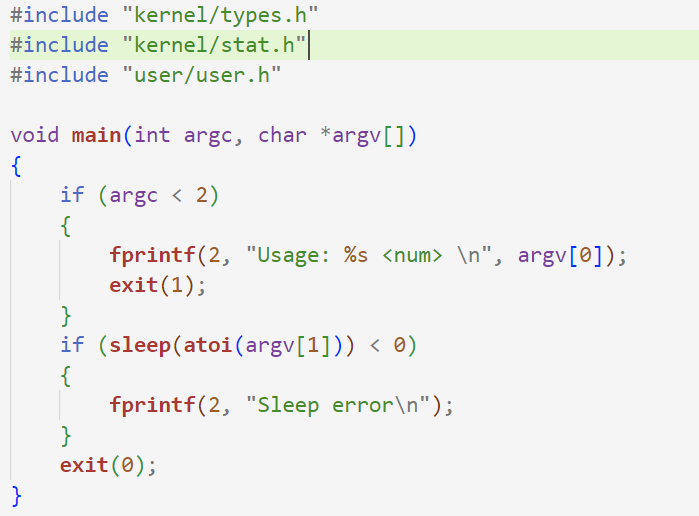 #include "kernel/types.h"
#include "kernel/stat.h"
#include "user/user.h"

void main(int argc, char *argv[])
{
    if (argc < 2)
    {
        fprintf(2, "Usage: %s <num> \n", argv[0]);
        exit(1);
    }
    if (sleep(atoi(argv[1])) < 0)
    {
        fprintf(2, "Sleep error\n");
    }
    exit(0);
}